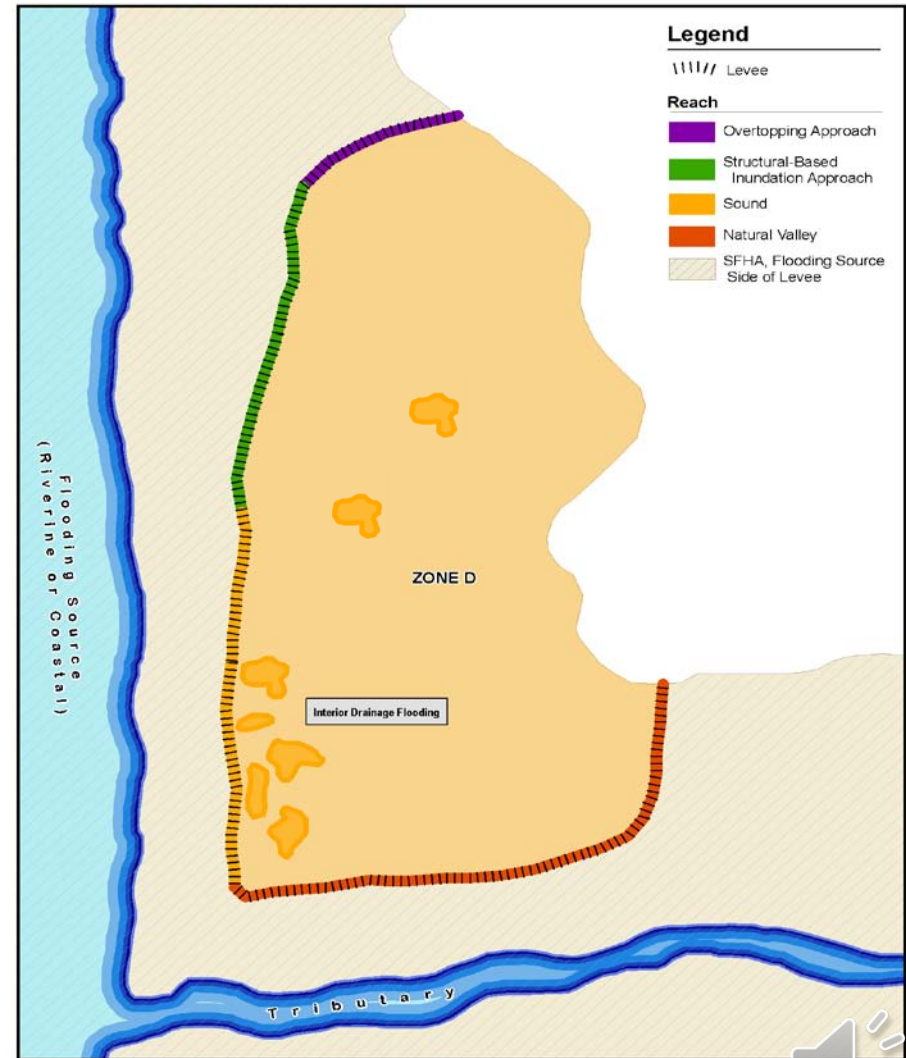 Legend
Levee
Reach
Overtopping Approach
Structural-Based
Inundation Approach
Sound
Natural Valley
SFHA, Flooding Source
Side of Levee
Flooding Source
(Riverine or Coastal)
ZONE D
Interior Drainage Flooding
Tributary